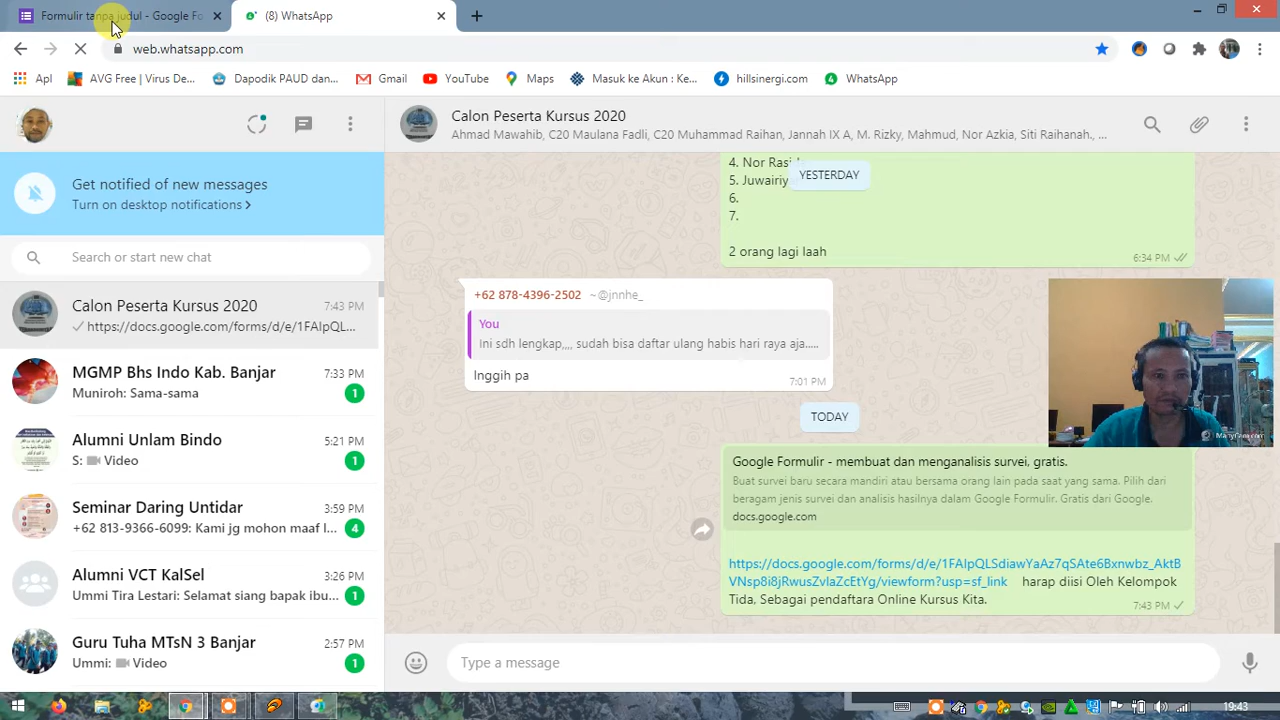 Formulir tanpa judul - Google Fo
(8) WhatsApp
web.whatsapp.com
Apl
AVG Free | Virus De...
Dapodik PAUD dan...
Gmail
YouTube
Maps
Masuk ke Akun : Ke...
hillsinergi.com
WhatsApp
Get notified of new messages
Turn on desktop notifications >
Search or start new chat
Calon Peserta Kursus 2020 7:43 PM
https://docs.google.com/forms/d/e/1FAIpQL...
MGMP Bhs Indo Kab. Banjar 7:33 PM
Muniroh: Sama-sama 1
Alumni Unlam Bindo 5:21 PM
S: Video 1
Seminar Daring Untidar 3:59 PM
+62 813-9366-6099: Kami jg mohon maaf l... 4
Alumni VCT KalSel 3:26 PM
Ummi Tira Lestari: Selamat siang bapak ibu... 1
Guru Tuha MTsN 3 Banjar 2:57 PM
Ummi: Video 1
Calon Peserta Kursus 2020
Ahmad Mawahib, C20 Maulana Fadli, C20 Muhammad Raihan, Jannah IX A, M. Rizky, Mahmud, Nor Azkia, Siti Raihanah., ...
4. Nor
YESTERDAY
5.
6.
7.
2 orang lagi laah
6:34 PM
+62 878-4396-2502 ~@jnnhe_
You
Ini sdh lengkap,,,, sudah bisa daftar ulang habis hari raya aja.....
Inggih pa
7:01 PM
TODAY
Google Formulir - membuat dan menganalisis survei, gratis.
Buat survei baru secara mandiri atau bersama orang lain pada saat yang sama. Pilih dari
beragam jenis survei dan analisis hasilnya dalam Google Formulir. Gratis dari Google.
docs.google.com
https://docs.google.com/forms/d/e/1FAIpQLSdiawYaAz7qSAte6Bxnwbz_AktB
VNsp8i8jRwusZvIaZcEtYg/viewform?usp=sf_link harap diisi Oleh Kelompok
Tida, Sebagai pendaftara Online Kursus Kita.
7:43 PM
ManyCam.com
Type a message
19:43